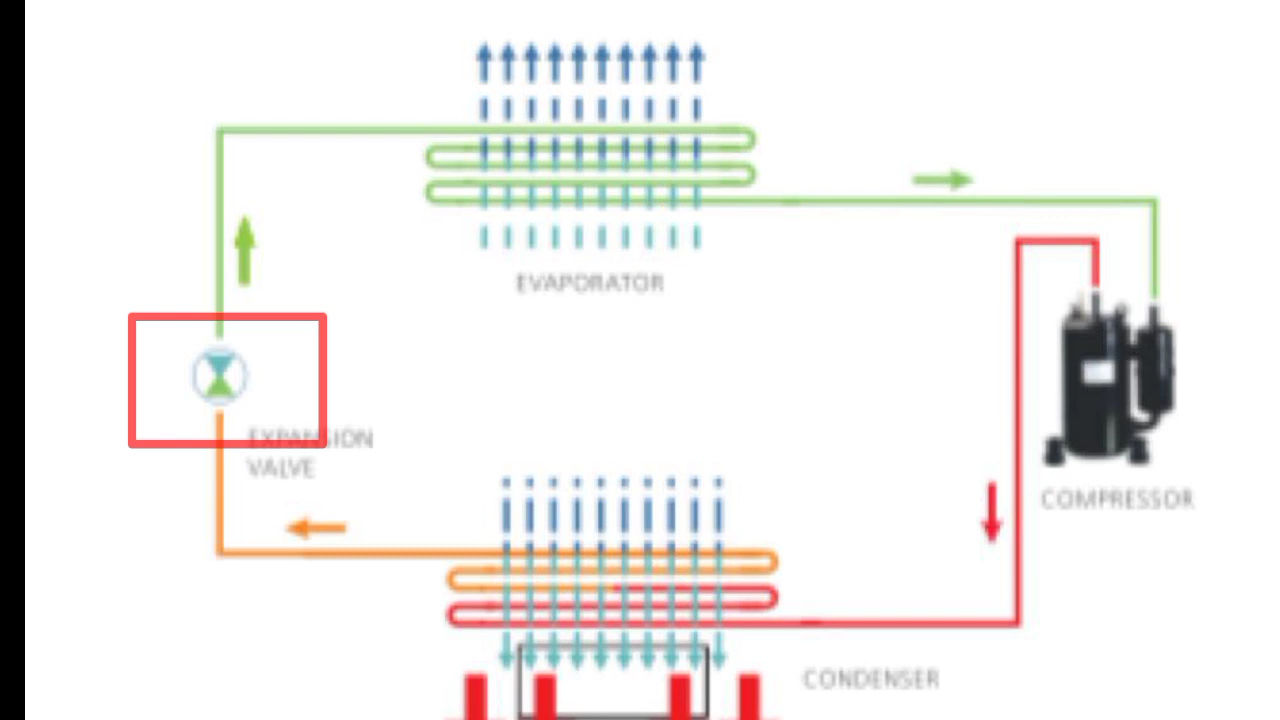 EVAPORATOR
EXPANSION
VALVE
COMPRESSOR
CONDENSER